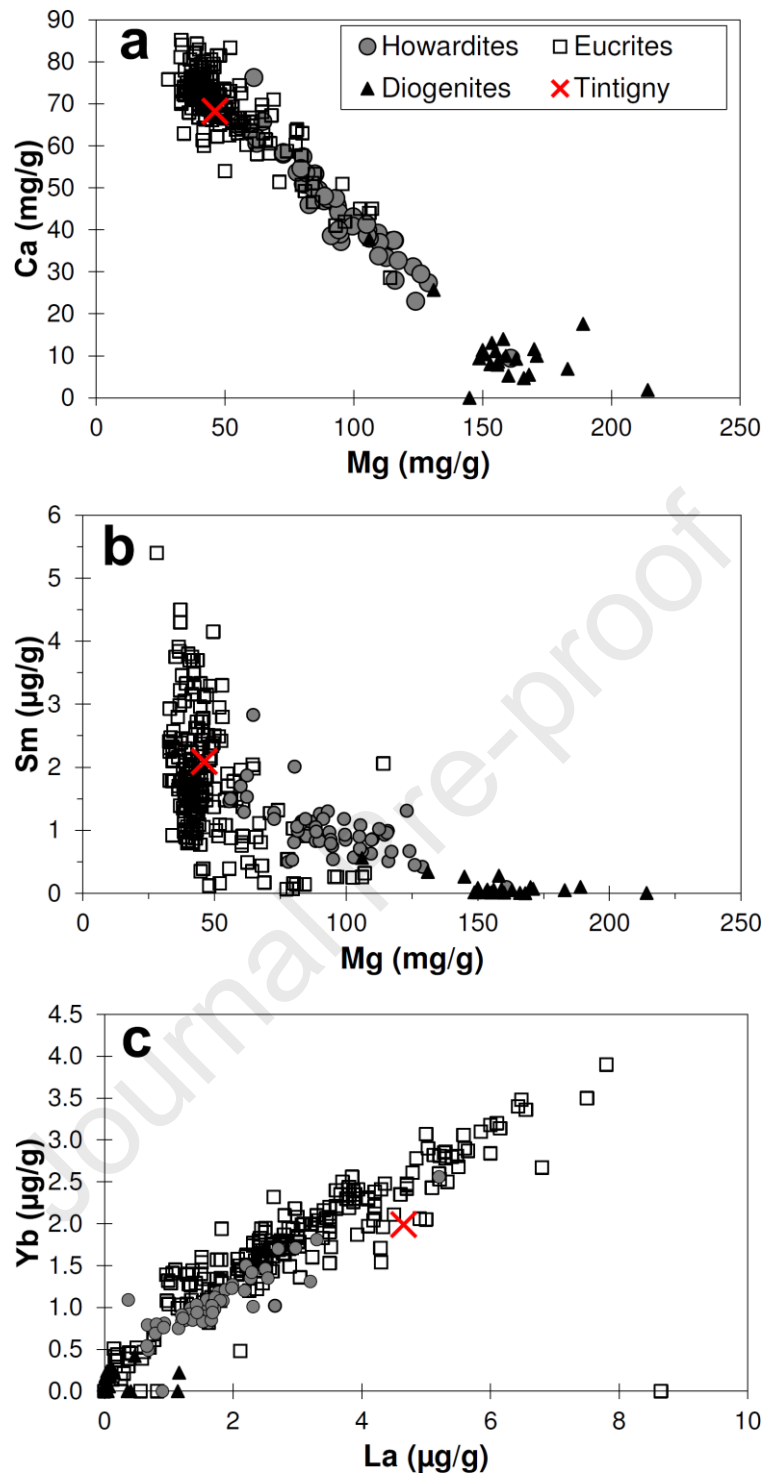 a
Howardites Eucrites
Diogenites Tintigny
90
80
70
60
50
40
30
20
10
0
Ca (mg/g)
0 50 100 150 200 250
Mg (mg/g)
b
6
5
4
3
2
1
0
Sm (µg/g)
0 50 100 150 200 250
Mg (mg/g)
c
4.5
4.0
3.5
3.0
2.5
2.0
1.5
1.0
0.5
0.0
Yb (µg/g)
0 2 4 6 8 10
La (µg/g)
Journal Pre-proof